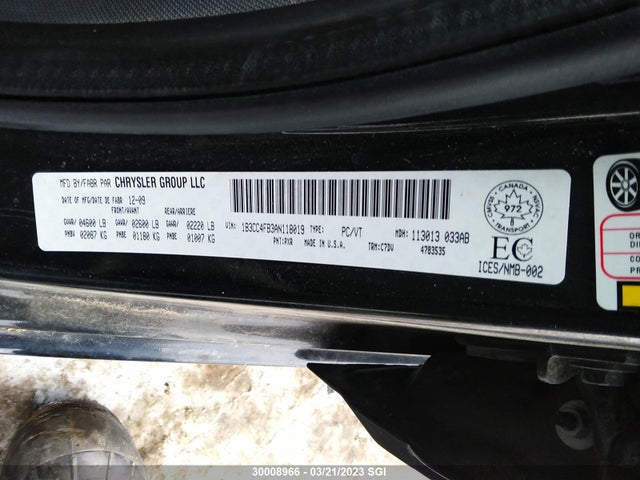 MFD BY/FABR PAR CHRYSLER GROUP LLC
DATE OF MFG/DATE DE FABR 12-09
FRONT/AVANT REAR/ARRIERE
GVWR/ 04600 LB GAWR/ 02600 LB GAWR/ 02220 LB
PNBV 02087 KG PNBE 01180 KG PNBE 01007 KG
VIN: 1B3CC4FB3AN118019 TYPE: PC/VT MDH: 113013 033AB
PNT:PXR MADE IN U.S.A. TRM:C7DV 4783535
CANADA
972
TRANSPORT
EC
ICES/NMB-002
30008966 - 03/21/2023 SGI